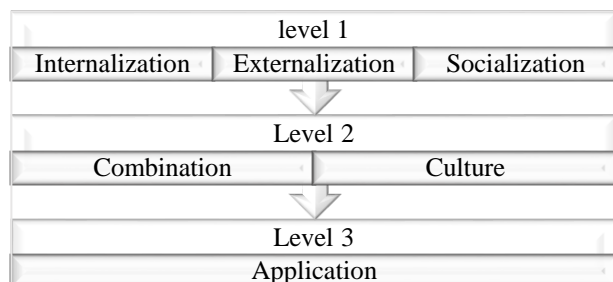 level 1
Internalization Externalization Socialization
Level 2
Combination Culture
Level 3
Application